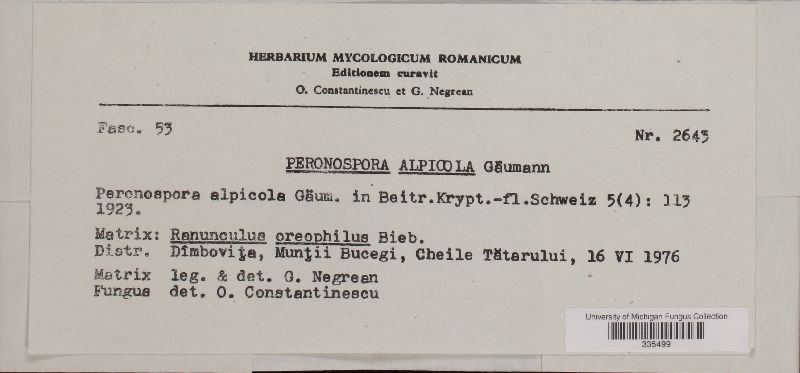 HERBARIUM MYCOLOGICUM ROMANICUM
Editionem curavit
O. Constantinescu et G. Negrean
Fasc. 53
Nr. 2643
PERONOSPORA ALPICOLA Gäumann
Peronospora alpicola Gäum. in Beitr.Krypt.-fl.Schweiz 5(4): 113
1923.
Matrix: Ranunculus oreophilus Bieb.
Distr. Dîmboviţa, Munţii Bucegi, Cheile Tătarului, 16 VI 1976
Matrix leg. & det. G. Negrean
Fungus det. O. Constantinescu
University of Michigan Fungus Collection
335499